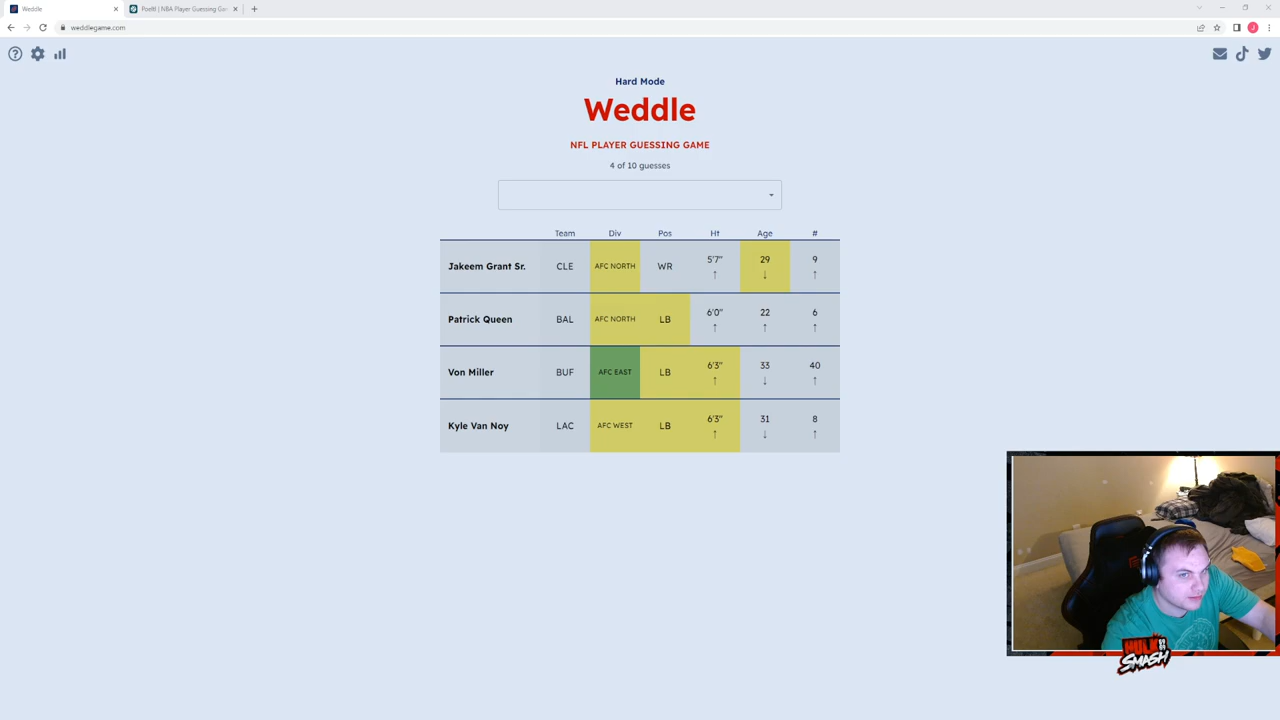 Weddle
Poeltl | NBA Player Guessing Ga
weddlegame.com
J
Hard Mode
Weddle
NFL PLAYER GUESSING GAME
4 of 10 guesses
Team Div Pos Ht Age #
Jakeem Grant Sr. CLE AFC NORTH WR 5'7" 29 9
↑ ↓ ↑
Patrick Queen BAL AFC NORTH LB 6'0" 22 6
↑ ↑ ↑
Von Miller BUF AFC EAST LB 6'3" 33 40
↑ ↓ ↑
Kyle Van Noy LAC AFC WEST LB 6'3" 31 8
↑ ↓ ↑
HULK
SMASH